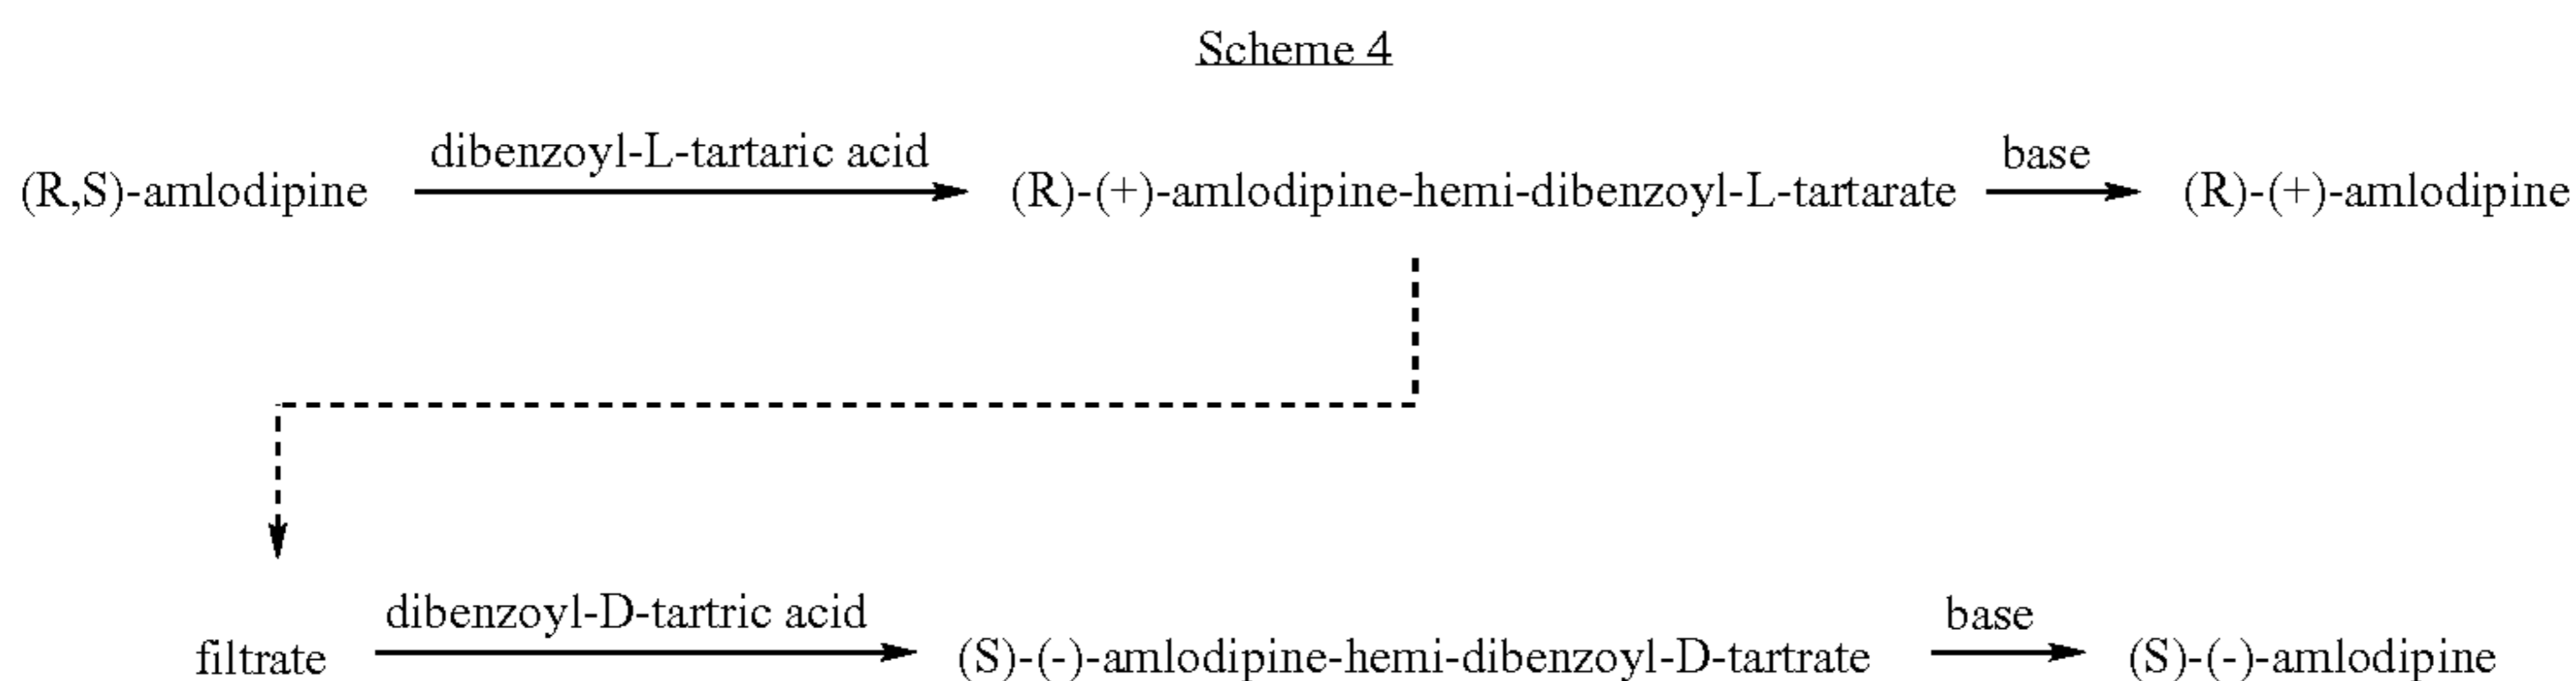 Scheme 4
dibenzoyl-L-tartaric acid
base
(R,S)-amlodipine
(R)-(+)-amlodipine-hemi-dibenzoyl-L-tartarate
(R)-(+)-amlodipine
dibenzoyl-D-tartric acid
base
filtrate
(S)-(-)-amlodipine-hemi-dibenzoyl-D-tartrate
(S)-(-)-amlodipine